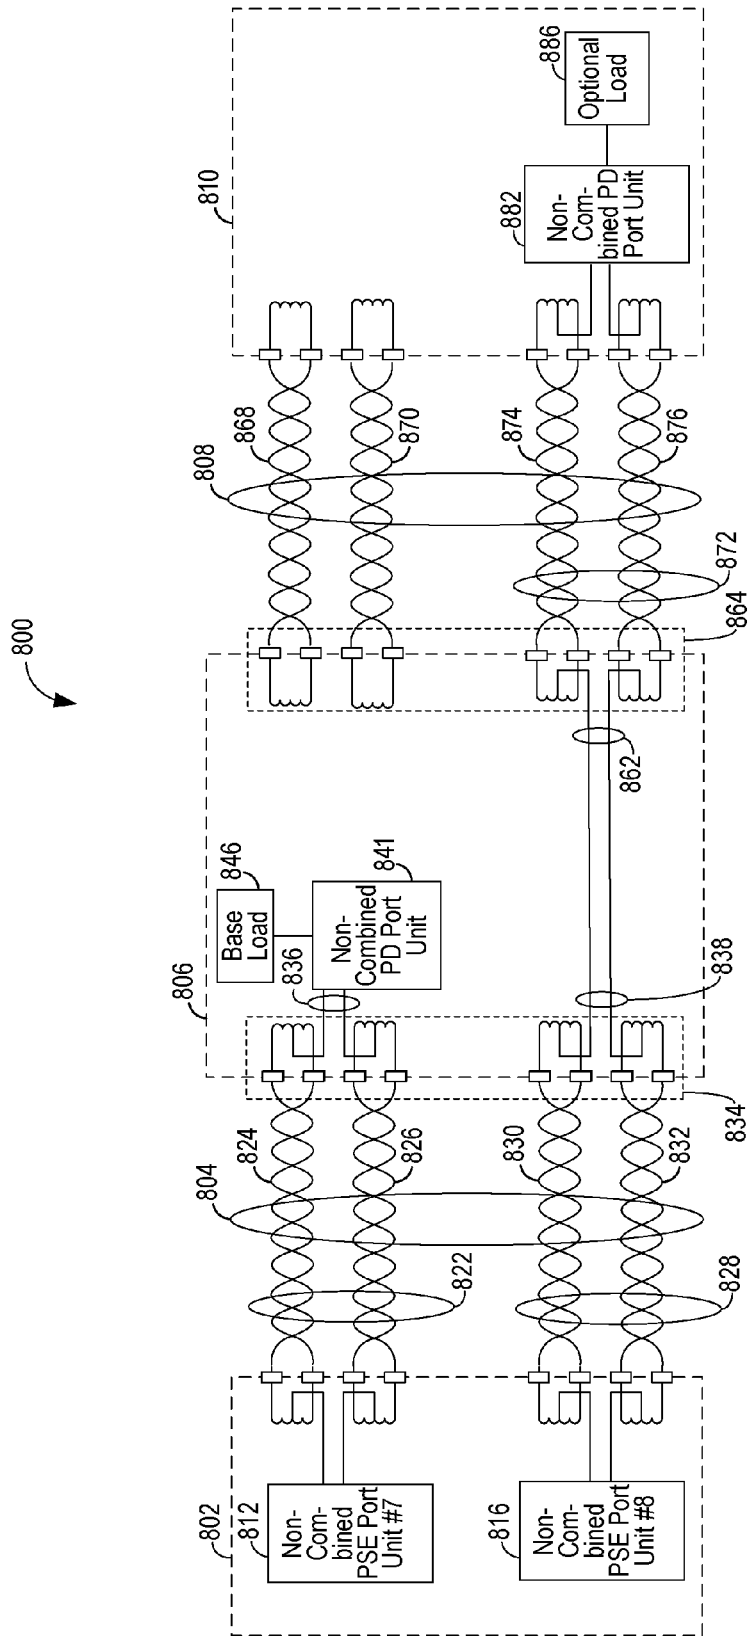 800
802
812
Non-
Com-
bined
PSE Port
Unit #7
816
Non-
Com-
bined
PSE Port
Unit #8
804
824
826
822
830
832
828
806
846
Base
Load
836
Non-
Combined
PD Port
Unit
841
838
834
862
864
808
868
870
874
876
872
810
882
Non-
Com-
bined PD
Port Unit
886
Optional
Load